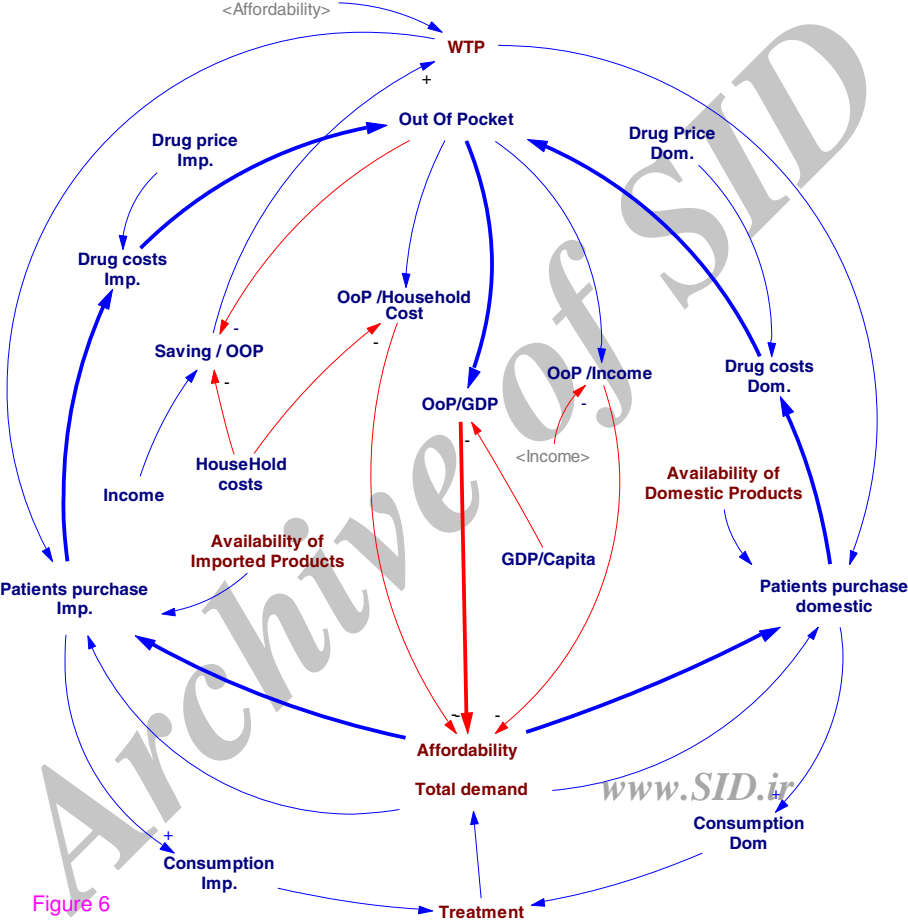 <Affordability>
WTP
+
Out Of Pocket
Drug price
Imp.
Drug Price
Dom.
Drug costs
Imp.
OoP /Household
Cost
-
-
Saving / OOP
-
OoP /Income
-
Drug costs
Dom.
OoP/GDP
-
<Income>
HouseHold
costs
Income
Availability of
Domestic Products
Availability of
Imported Products
GDP/Capita
Patients purchase
Imp.
Patients purchase
domestic
-
-
-
Affordability
Total demand
www.SID.ir
+
Consumption
Dom
+
Consumption
Imp.
Figure 6
Treatment
Archive of SID